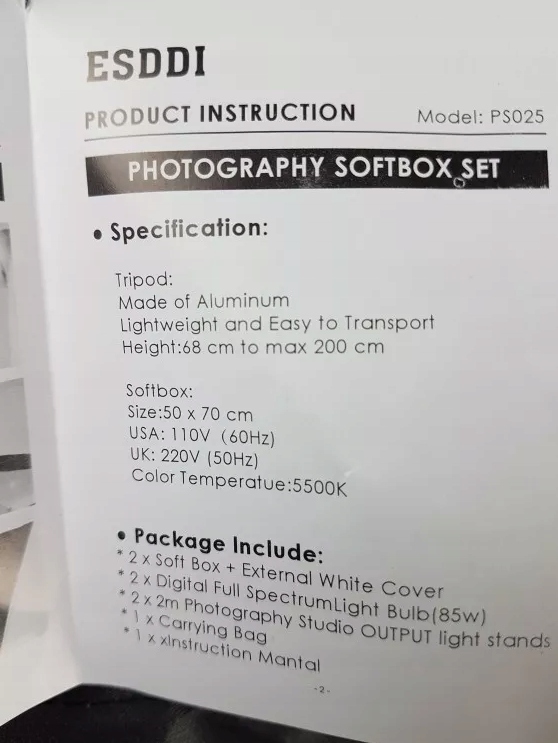 ESDDI
PRODUCT INSTRUCTION Model: PS025
PHOTOGRAPHY SOFTBOX SET
• Specification:
Tripod:
Made of Aluminum
Lightweight and Easy to Transport
Height:68 cm to max 200 cm
Softbox:
Size:50 x 70 cm
USA: 110V (60Hz)
UK: 220V (50Hz)
Color Temperatue:5500K
• Package Include:
* 2 x Soft Box + External White Cover
* 2 x Digital Full SpectrumLight Bulb(85w)
* 2 x 2m Photography Studio OUTPUT light stands
* 1 x Carrying Bag
* 1 x xInstruction Mantal
-2-